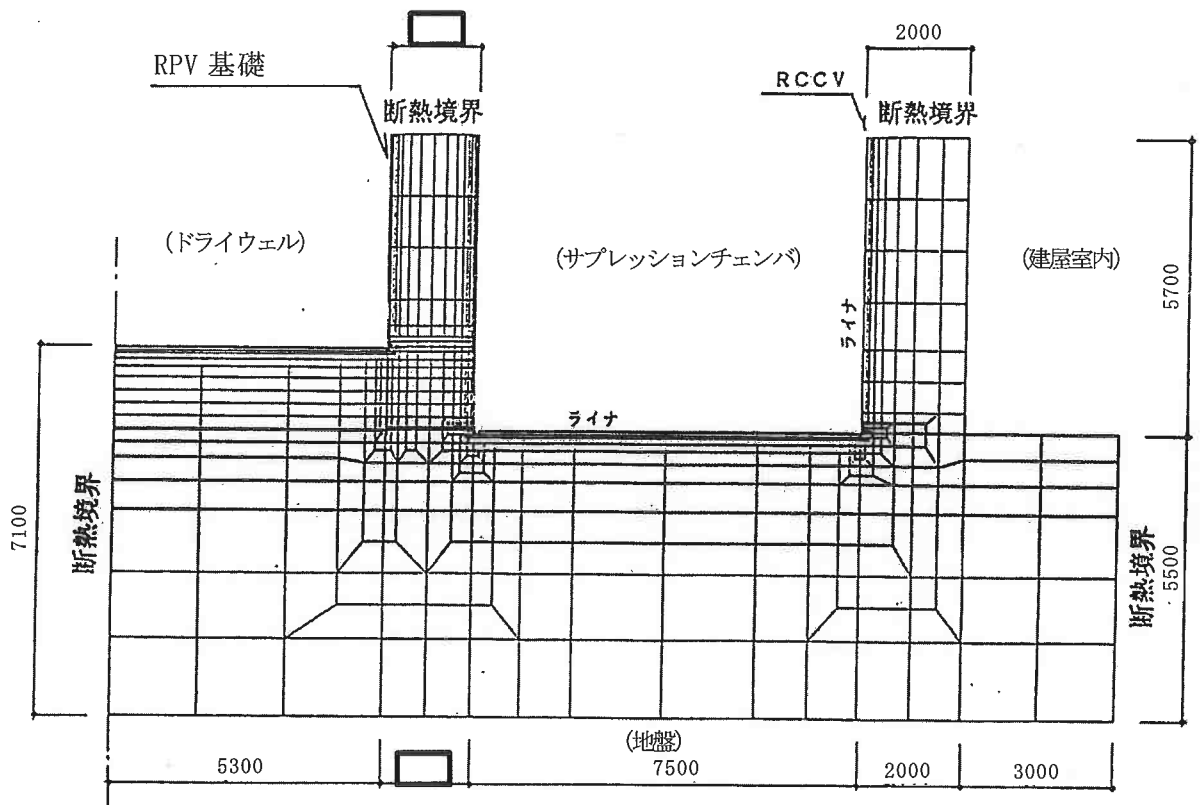 2000
RPV 基礎
RCCV
断熱境界
断熱境界
(ドライウェル)
(サプレッションチェンバ)
(建屋室内)
5700
ライナ
ライナ
7100
断熱境界
断熱境界
5500
(地盤)
5300
7500
2000
3000